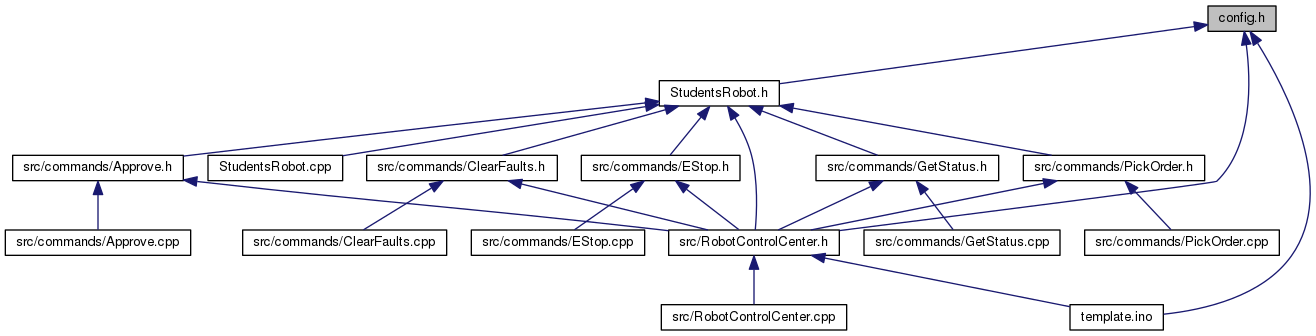 config.h
StudentsRobot.h
src/commands/Approve.h
StudentsRobot.cpp
src/commands/ClearFaults.h
src/commands/EStop.h
src/commands/GetStatus.h
src/commands/PickOrder.h
src/commands/Approve.cpp
src/commands/ClearFaults.cpp
src/commands/EStop.cpp
src/RobotControlCenter.h
src/commands/GetStatus.cpp
src/commands/PickOrder.cpp
src/RobotControlCenter.cpp
template.ino